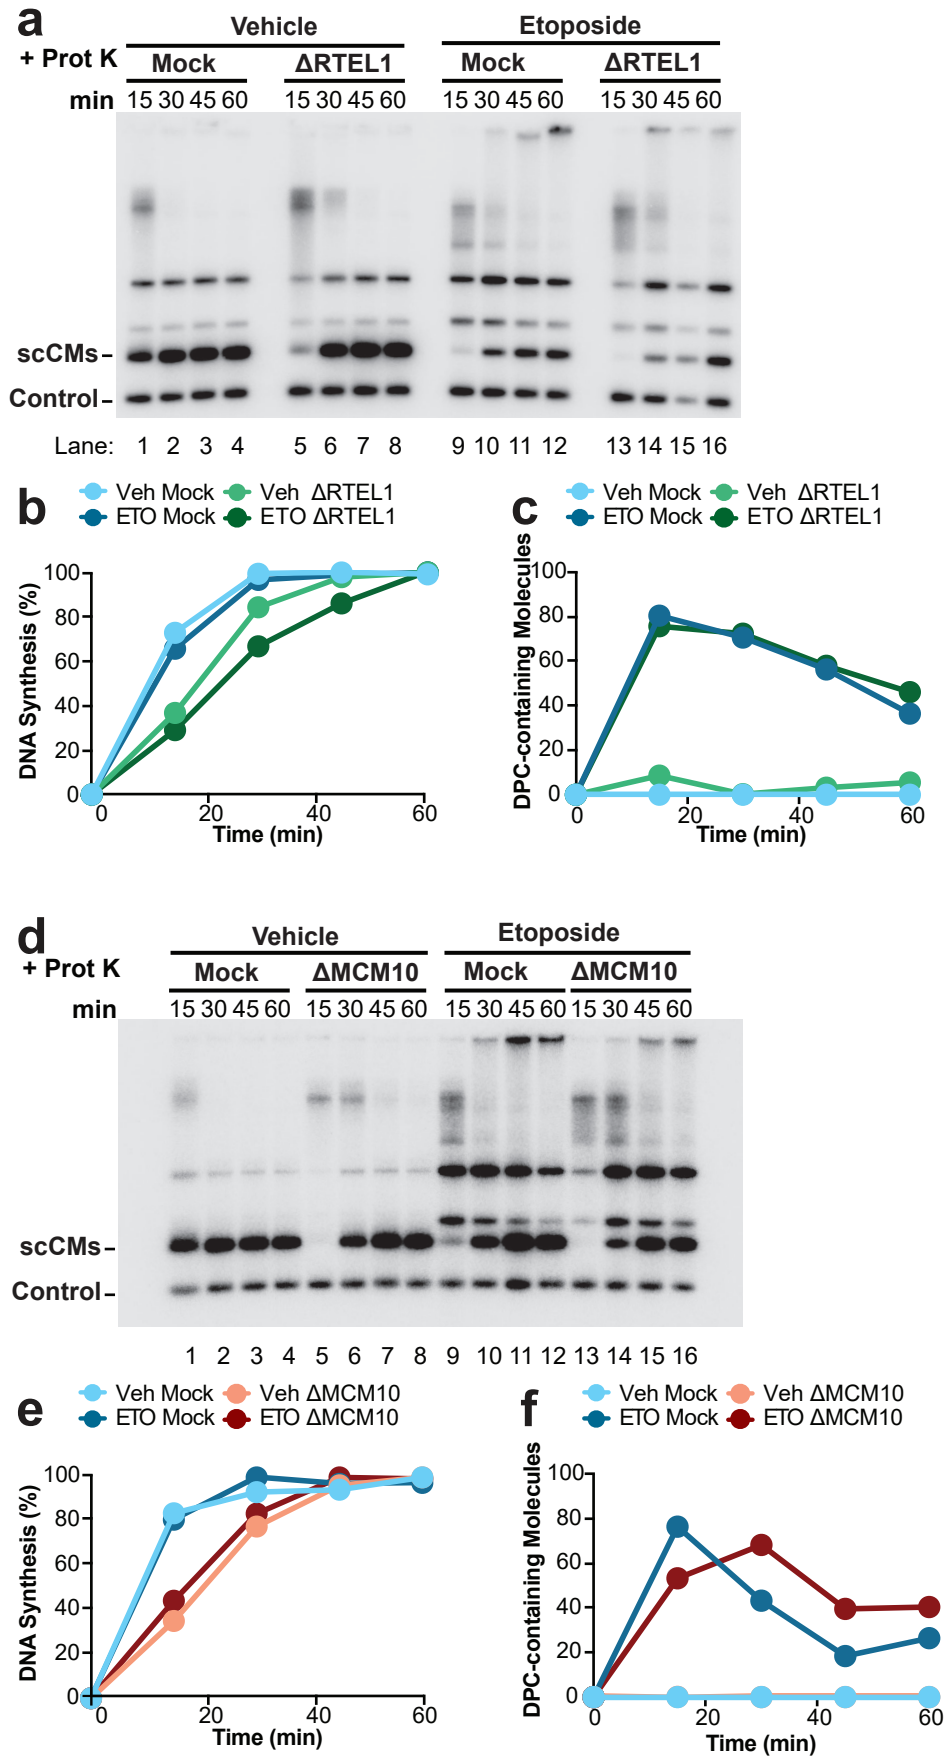 a
Vehicle Etoposide
+ Prot K Mock ΔRTEL1 Mock ΔRTEL1
min 15 30 45 60 15 30 45 60 15 30 45 60 15 30 45 60
scCMs
Control
Lane: 1 2 3 4 5 6 7 8 9 10 11 12 13 14 15 16
b
Veh Mock Veh ΔRTEL1
ETO Mock ETO ΔRTEL1
DNA Synthesis (%)
100
80
60
40
20
0
0 20 40 60
Time (min)
c
Veh Mock Veh ΔRTEL1
ETO Mock ETO ΔRTEL1
DPC-containing Molecules
100
80
60
40
20
0
0 20 40 60
Time (min)
d
Vehicle Etoposide
+ Prot K Mock ΔMCM10 Mock ΔMCM10
min 15 30 45 60 15 30 45 60 15 30 45 60 15 30 45 60
scCMs
Control
1 2 3 4 5 6 7 8 9 10 11 12 13 14 15 16
e
Veh Mock Veh ΔMCM10
ETO Mock ETO ΔMCM10
DNA Synthesis (%)
100
80
60
40
20
0
0 20 40 60
Time (min)
f
Veh Mock Veh ΔMCM10
ETO Mock ETO ΔMCM10
DPC-containing Molecules
100
80
60
40
20
0
0 20 40 60
Time (min)